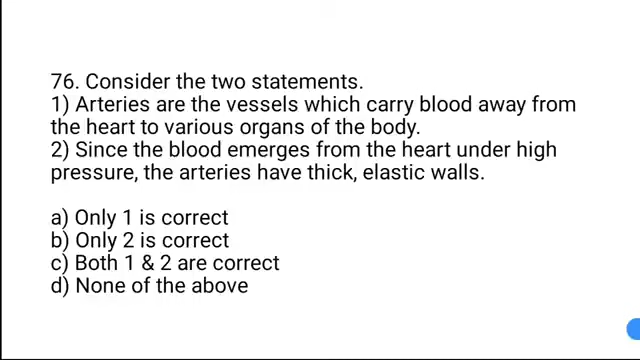 76. Consider the two statements.
1) Arteries are the vessels which carry blood away from
the heart to various organs of the body.
2) Since the blood emerges from the heart under high
pressure, the arteries have thick, elastic walls.
a) Only 1 is correct
b) Only 2 is correct
c) Both 1 & 2 are correct
d) None of the above